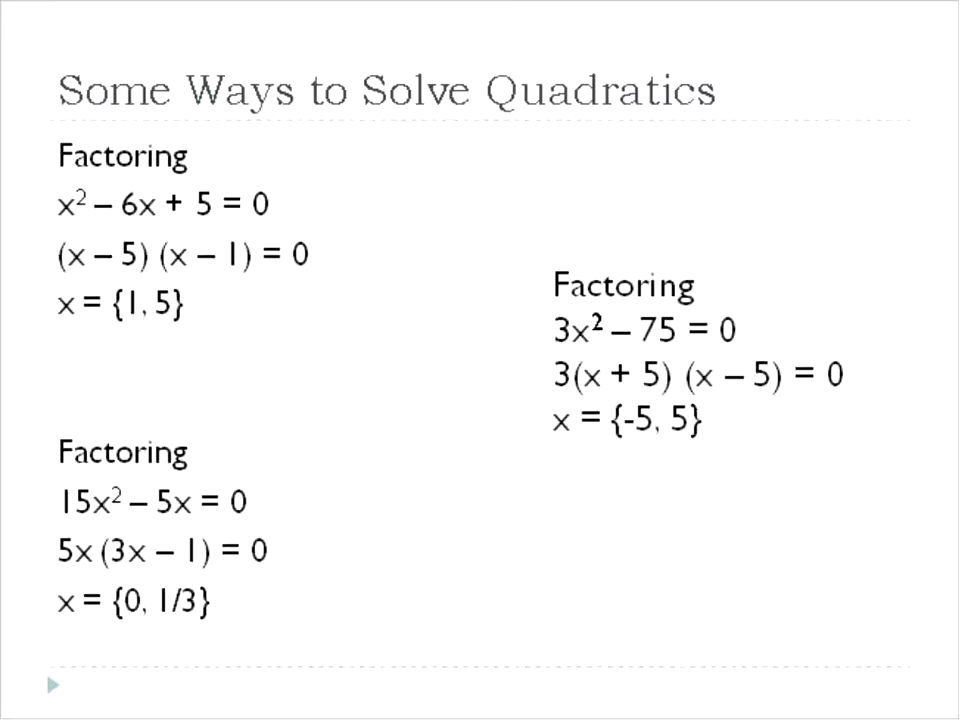 Some Ways to Solve Quadratics
Factoring
x² – 6x + 5 = 0
(x – 5) (x – 1) = 0
x = {1, 5}
Factoring
15x² – 5x = 0
5x (3x – 1) = 0
x = {0, 1/3}
Factoring
3x² – 75 = 0
3(x + 5) (x – 5) = 0
x = {-5, 5}